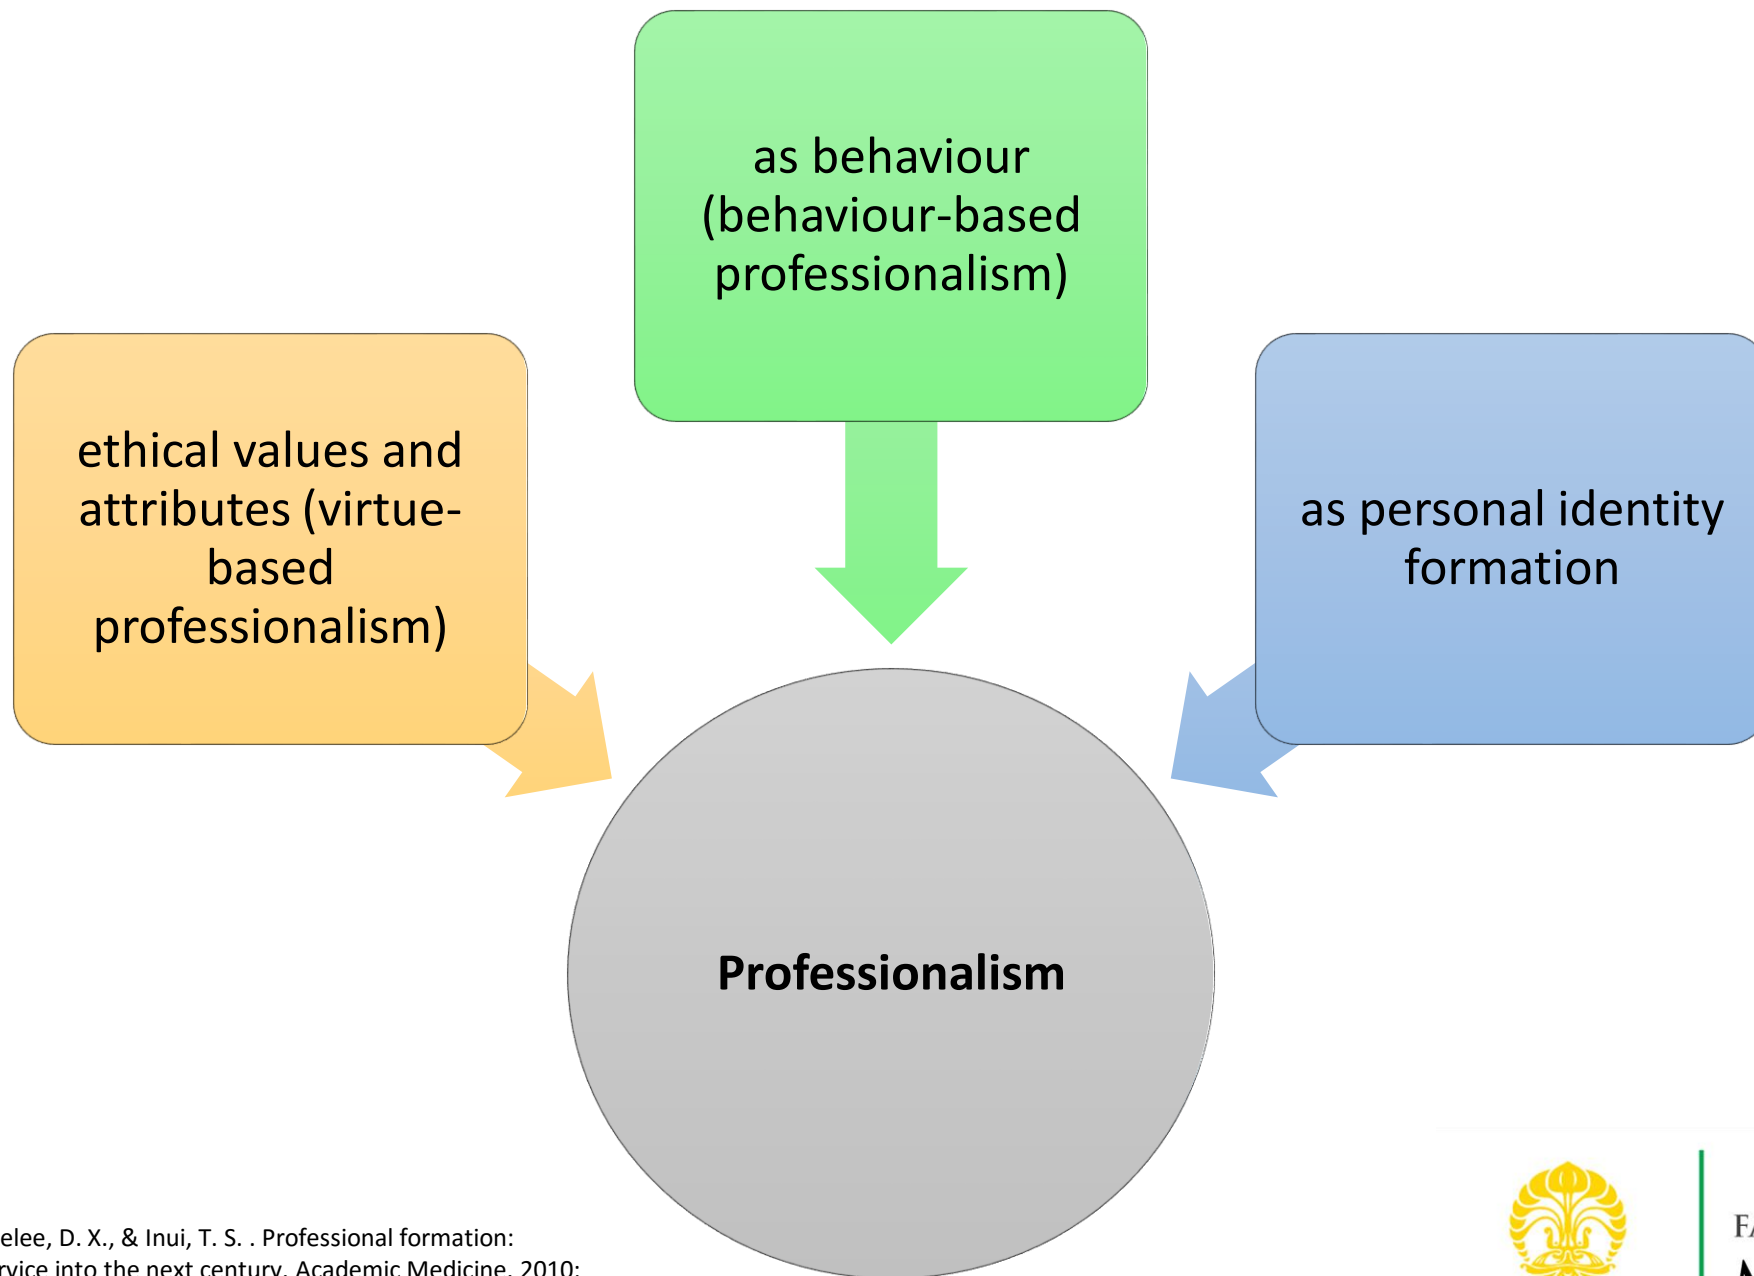 as behaviour
(behaviour-based
professionalism)
ethical values and
attributes (virtue-
based
professionalism)
as personal identity
formation
Professionalism
elee, D. X., & Inui, T. S. . Professional formation:
rvice into the next century. Academic Medicine. 2010;
FA